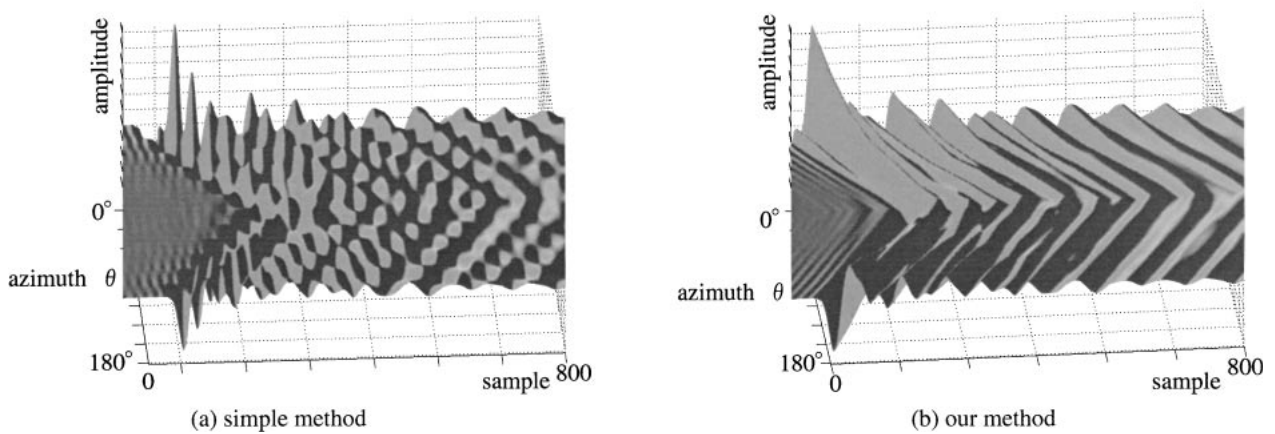 amplitude
0°
azimuth θ
180°
0
sample
800
(a) simple method
amplitude
0°
azimuth θ
180°
0
sample
800
(b) our method